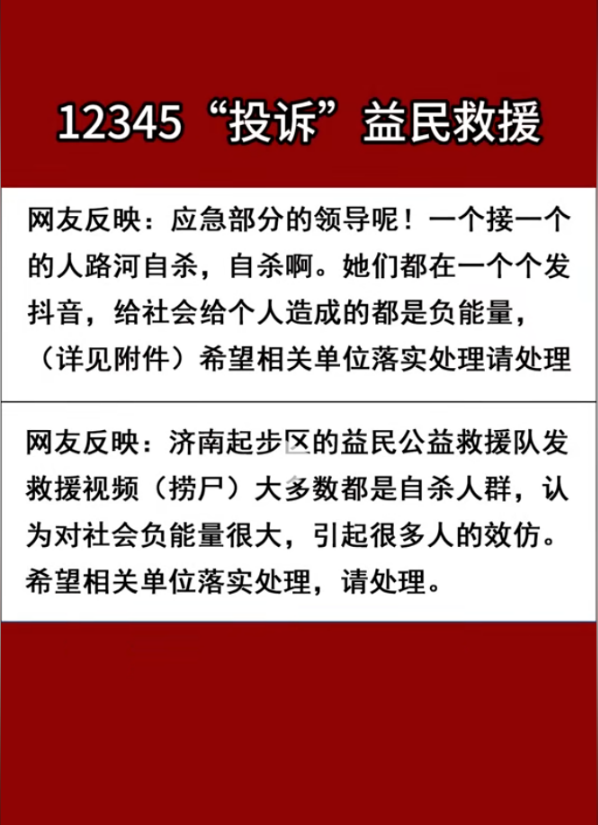 12345“投诉”益民救援
网友反映：应急部分的领导呢！一个接一个
的人路河自杀，自杀啊。她们都在一个个发
抖音，给社会给个人造成的都是负能量，
（详见附件）希望相关单位落实处理请处理
网友反映：济南起步区的益民公益救援队发
救援视频（捞尸）大多数都是自杀人群，认
为对社会负能量很大，引起很多人的效仿。
希望相关单位落实处理，请处理。